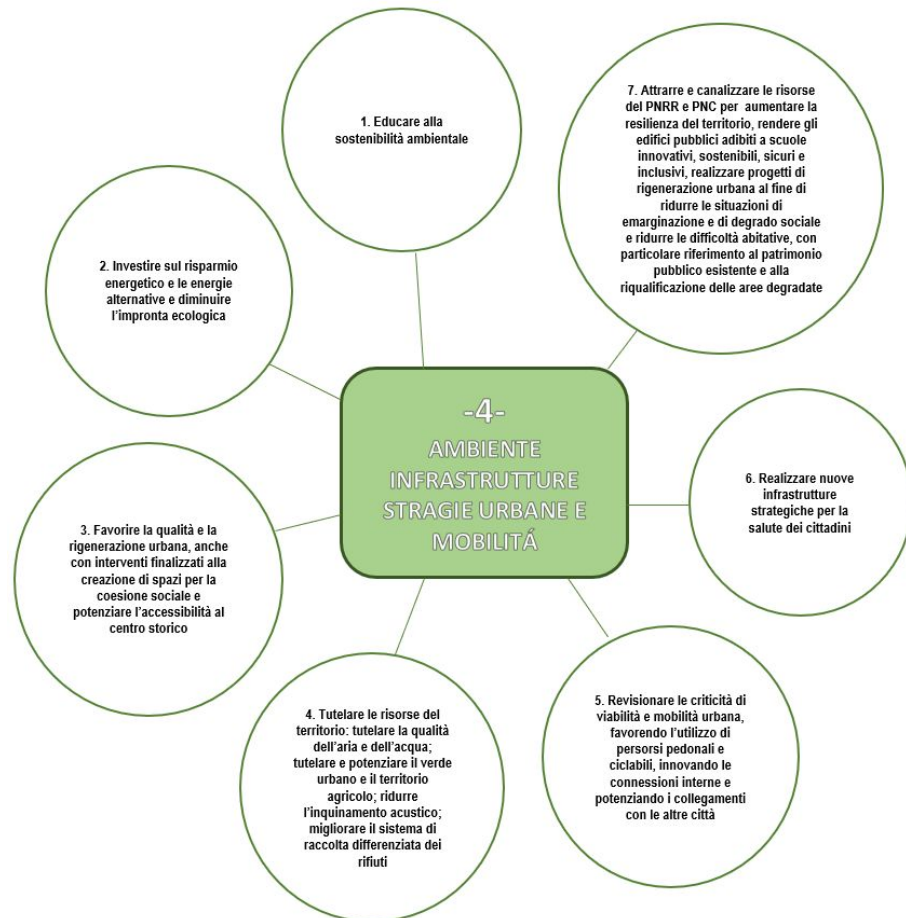 1. Educare alla
sostenibilità ambientale
2. Investire sul risparmio
energetico e le energie
alternative e diminuire
l'impronta ecologica
3. Favorire la qualità e la
rigenerazione urbana, anche
con interventi finalizzati alla
creazione di spazi per la
coesione sociale e
potenziare l'accessibilità al
centro storico
4. Tutelare le risorse del
territorio: tutelare la qualità
dell'aria e dell'acqua;
tutelare e potenziare il verde
urbano e il territorio
agricolo; ridurre
l'inquinamento acustico;
migliorare il sistema di
raccolta differenziata dei
rifiuti
5. Revisionare le criticità di
viabilità e mobilità urbana,
favorendo l'utilizzo di
persorsi pedonali e
ciclabili, innovando le
connessioni interne e
potenziando i collegamenti
con le altre città
6. Realizzare nuove
infrastrutture
strategiche per la
salute dei cittadini
7. Attrarre e canalizzare le risorse
del PNRR e PNC per aumentare la
resilienza del territorio, rendere gli
edifici pubblici adibiti a scuole
innovativi, sostenibili, sicuri e
inclusivi, realizzare progetti di
rigenerazione urbana al fine di
ridurre le situazioni di
emarginazione e di degrado sociale
e ridurre le difficoltà abitative, con
particolare riferimento al patrimonio
pubblico esistente e alla
riqualificazione delle aree degradate
-4-
AMBIENTE
INFRASTRUTTURE
STRAGIE URBANE E
MOBILITÁ